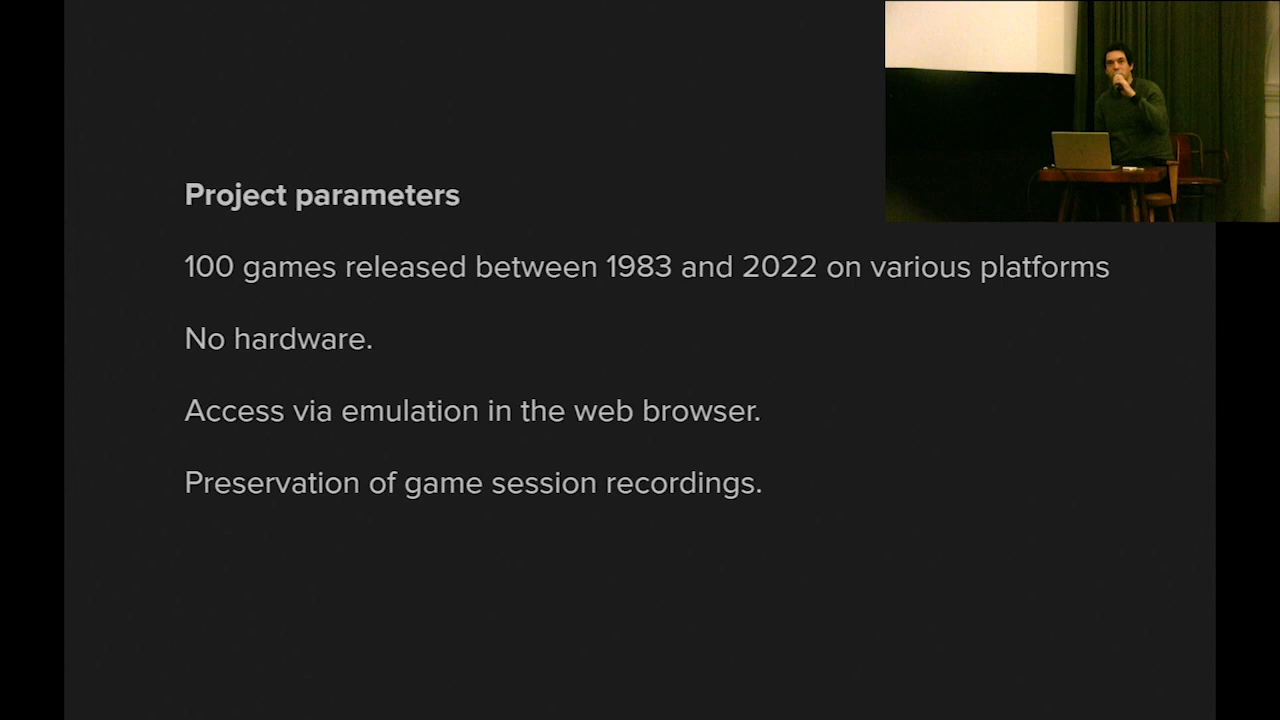 Project parameters
100 games released between 1983 and 2022 on various platforms
No hardware.
Access via emulation in the web browser.
Preservation of game session recordings.